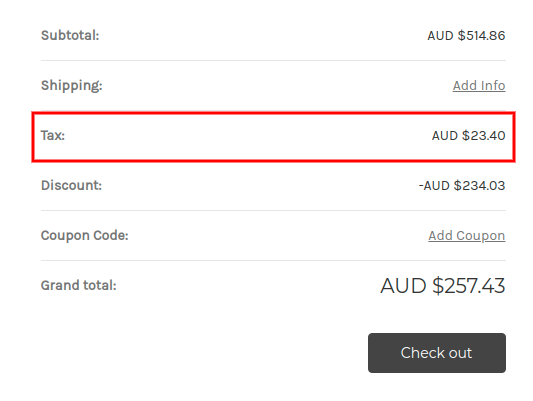 Subtotal: AUD $514.86
Shipping: Add Info
Tax: AUD $23.40
Discount: -AUD $234.03
Coupon Code: Add Coupon
Grand total: AUD $257.43
Check out